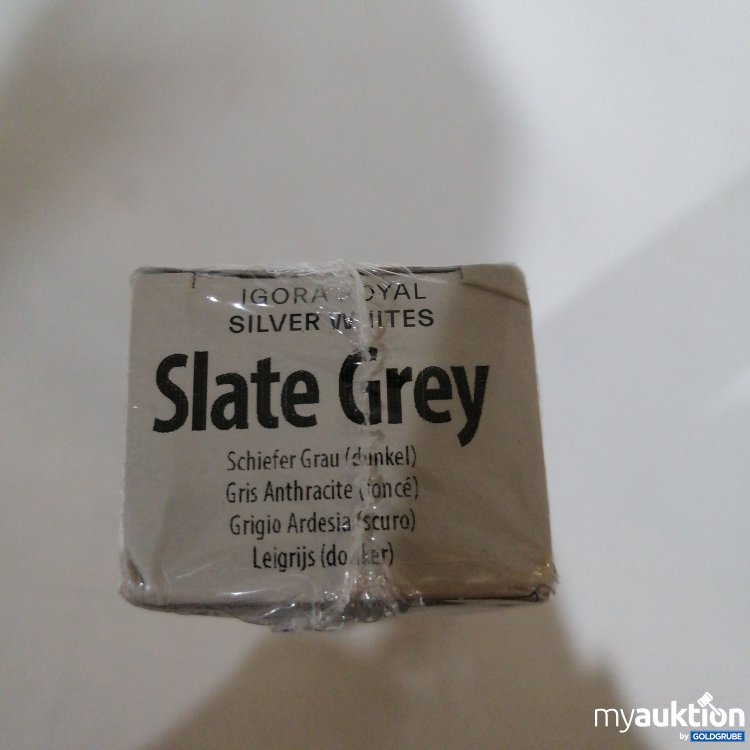 IGORA ROYAL
SILVER WHITES
Slate Grey
Schiefer Grau (dunkel)
Gris Anthracite (foncé)
Grigio Ardesia (scuro)
Leigrijs (donker)
myauktion
by GOLDGRUBE